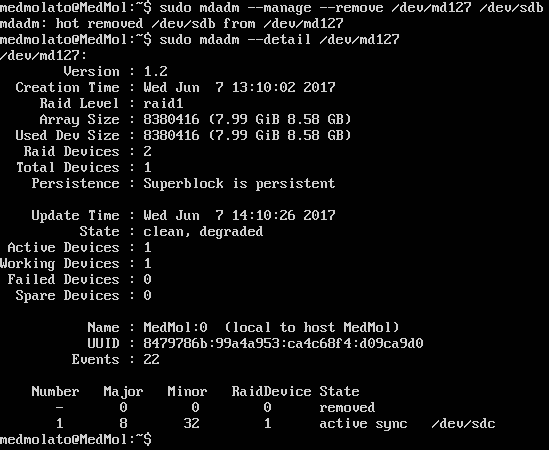 medmolato@MedMol:~$ sudo mdadm --manage --remove /dev/md127 /dev/sdb
mdadm: hot removed /dev/sdb from /dev/md127
medmolato@MedMol:~$ sudo mdadm --detail /dev/md127
/dev/md127:
Version : 1.2
Creation Time : Wed Jun  7 13:10:02 2017
Raid Level : raid1
Array Size : 8380416 (7.99 GiB 8.58 GB)
Used Dev Size : 8380416 (7.99 GiB 8.58 GB)
Raid Devices : 2
Total Devices : 1
Persistence : Superblock is persistent
Update Time : Wed Jun  7 14:10:26 2017
State : clean, degraded
Active Devices : 1
Working Devices : 1
Failed Devices : 0
Spare Devices : 0
Name : MedMol:0  (local to host MedMol)
UUID : 8479786b:99a4a953:ca4c68f4:d09ca9d0
Events : 22
Number   Major   Minor   RaidDevice State
-       0        0        0      removed
1       8       32        1      active sync   /dev/sdc
medmolato@MedMol:~$